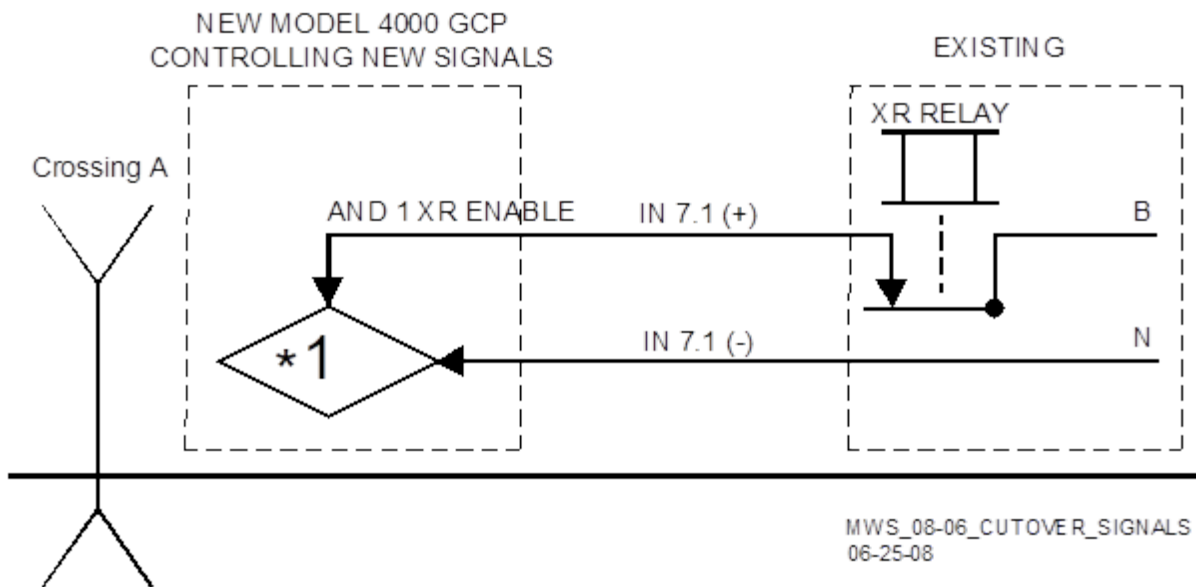 NEW MODEL 4000 GCP
CONTROLLING NEW SIGNALS
EXISTING
XR RELAY
Crossing A
AND 1 XR ENABLE
IN 7.1 (+)
B
*1
IN 7.1 (-)
N
MWS_08-06_CUTOVER_SIGNALS
06-25-08